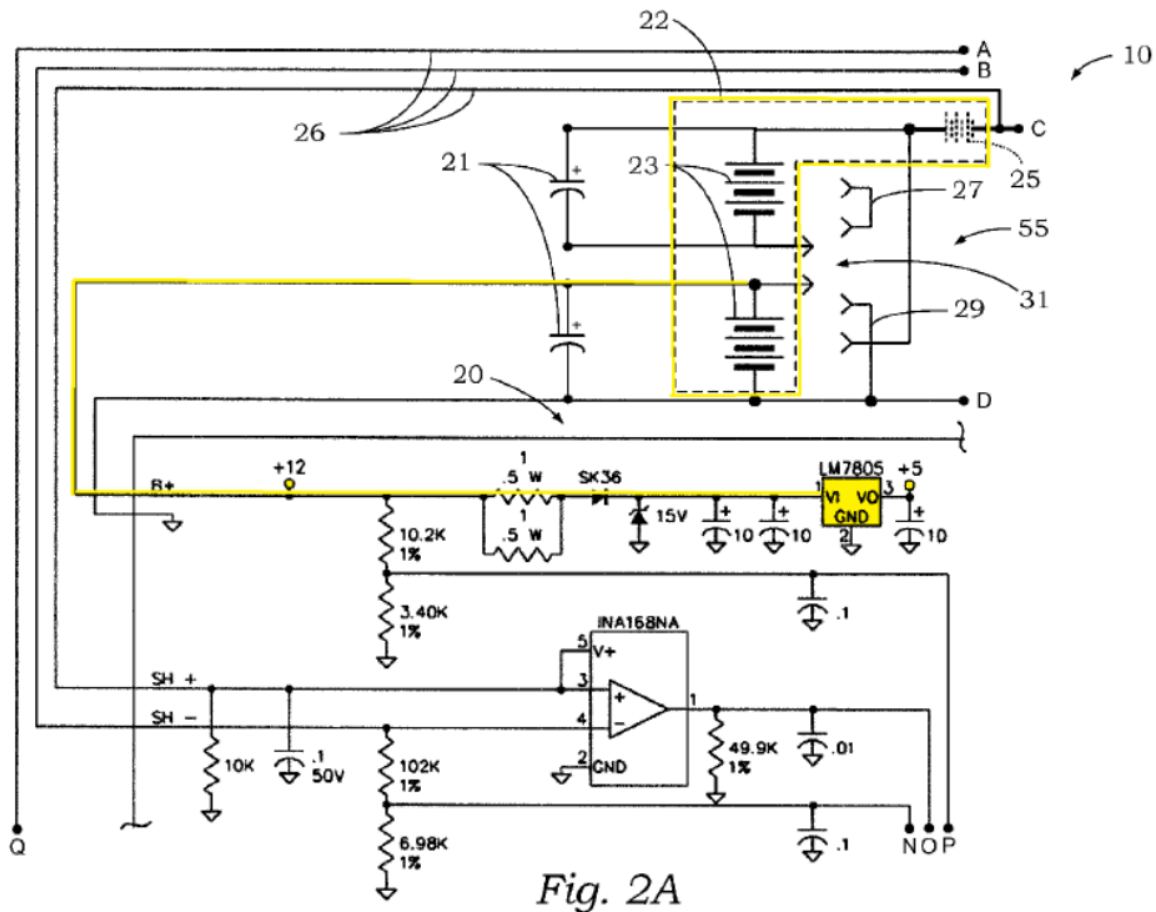 22
A
10
B
26
C
25
21
23
27
55
31
29
20
D
+12
1
.5 W
SK36
LM7805
+5
B+
1
VI VO
3
GND
2
15V
10
10
10
1
.5 W
10.2K
1%
3.40K
1%
.1
INA168NA
5
V+
SH +
3
+
1
SH -
4
-
2
GND
10K
.1
50V
102K
1%
49.9K
1%
.01
6.98K
1%
.1
Q
N O P
Fig. 2A